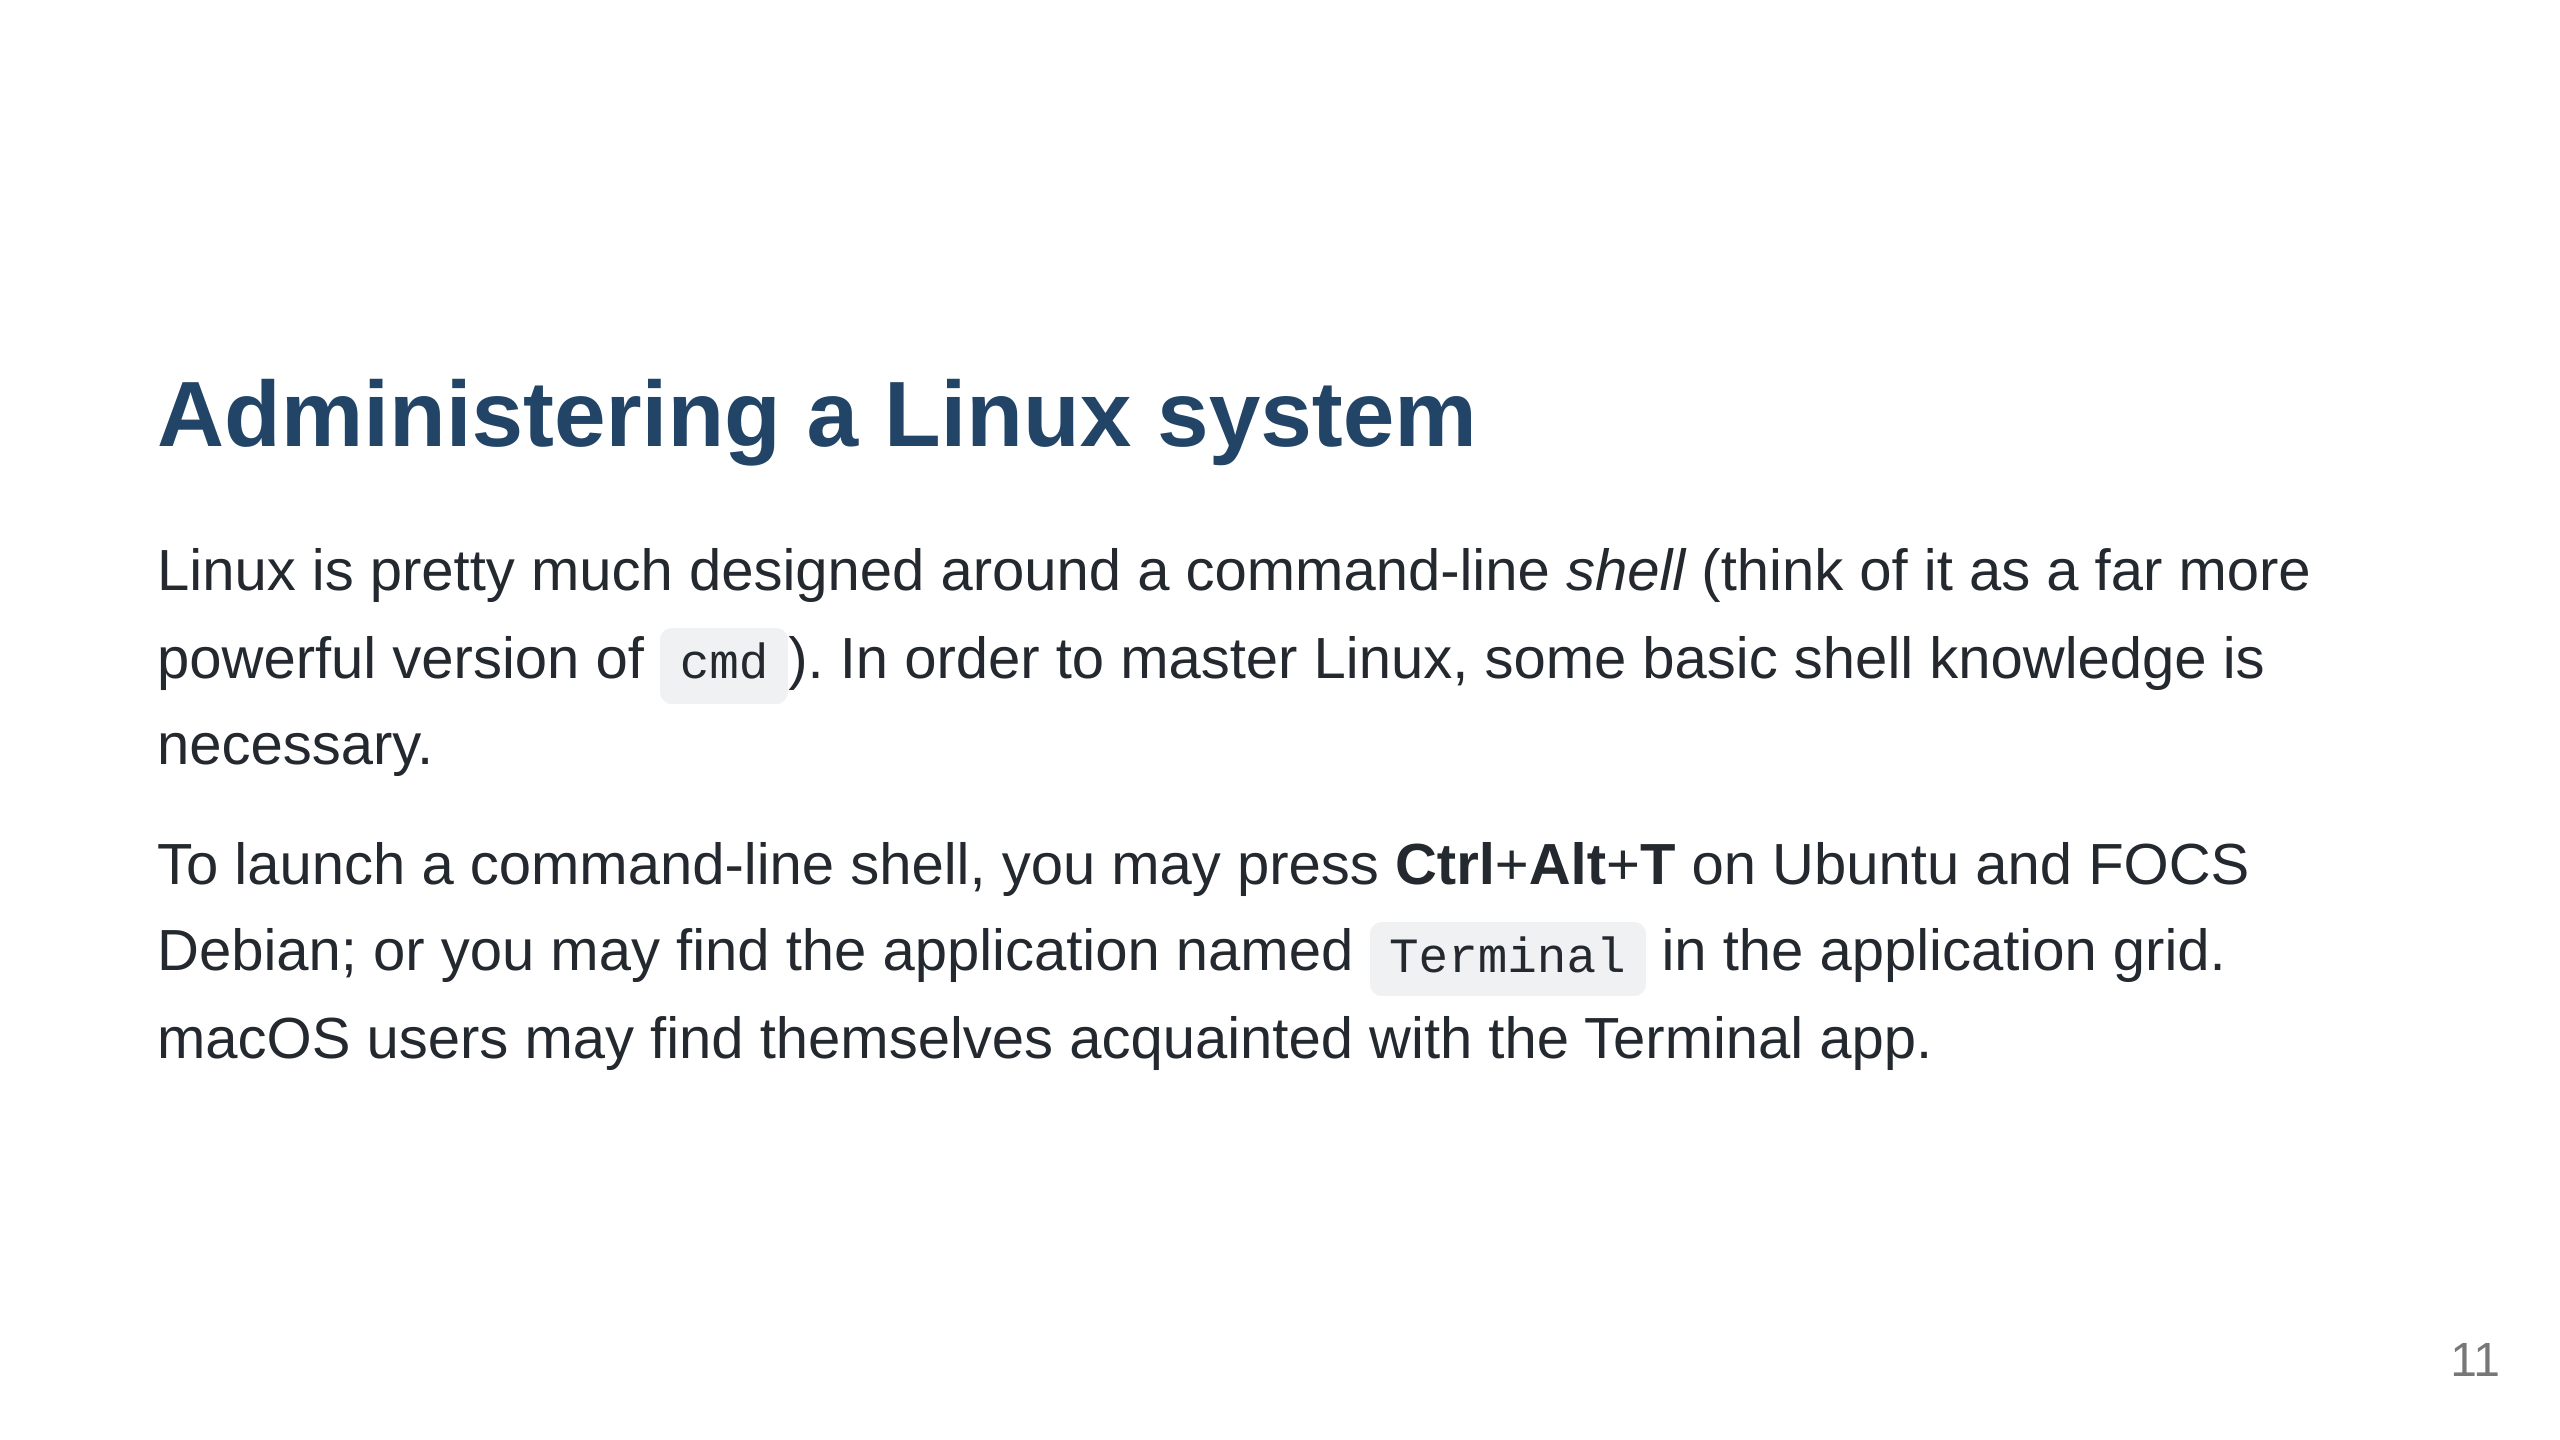 Administering a Linux system
Linux is pretty much designed around a command-line shell (think of it as a far more
powerful version of cmd). In order to master Linux, some basic shell knowledge is
necessary.
To launch a command-line shell, you may press Ctrl+Alt+T on Ubuntu and FOCS
Debian; or you may find the application named Terminal in the application grid.
macOS users may find themselves acquainted with the Terminal app.
11